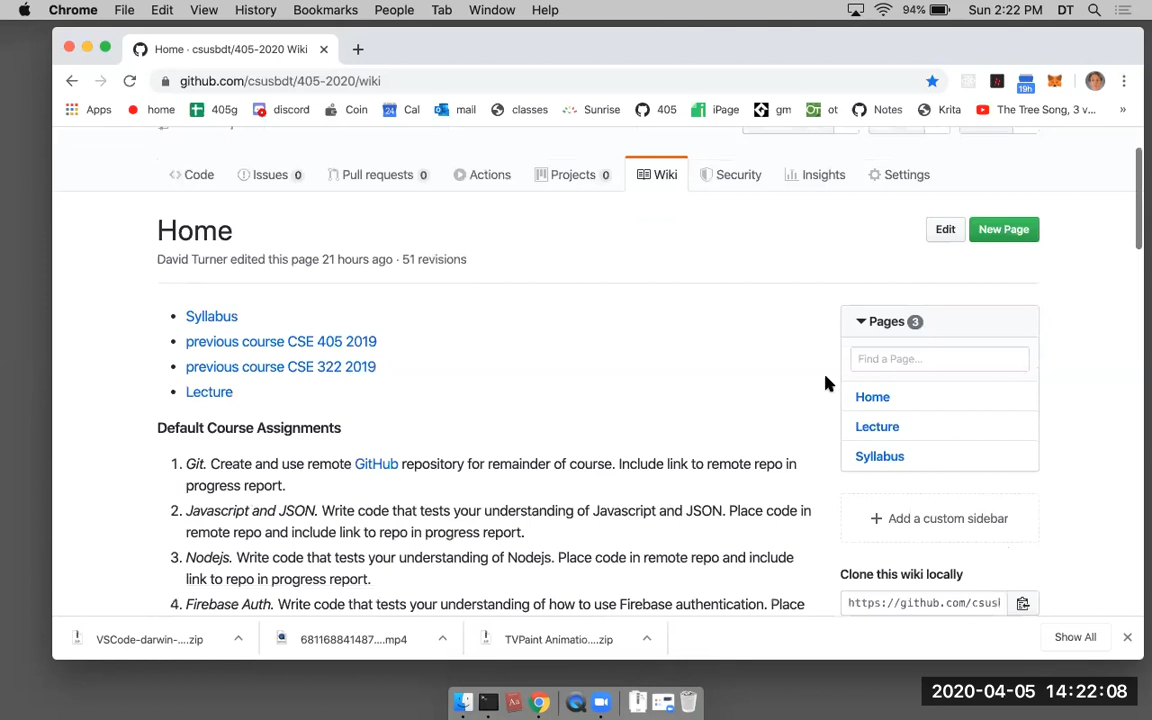 Chrome File Edit View History Bookmarks People Tab Window Help 94% Sun 2:22 PM DT
Home · csusbdt/405-2020 Wiki
github.com/csusbdt/405-2020/wiki
Apps home 405g discord Coin 24 Cal mail classes Sunrise 405 iPage gm ot Notes Krita The Tree Song, 3 v... »
19h
Code Issues 0 Pull requests 0 Actions Projects 0 Wiki Security Insights Settings
Home
Edit New Page
David Turner edited this page 21 hours ago · 51 revisions
• Syllabus
• previous course CSE 405 2019
• previous course CSE 322 2019
• Lecture
Default Course Assignments
1. Git. Create and use remote GitHub repository for remainder of course. Include link to remote repo in
progress report.
2. Javascript and JSON. Write code that tests your understanding of Javascript and JSON. Place code in
remote repo and include link to repo in progress report.
3. Nodejs. Write code that tests your understanding of Nodejs. Place code in remote repo and include
link to repo in progress report.
4. Firebase Auth. Write code that tests your understanding of how to use Firebase authentication. Place
Pages 3
Find a Page...
Home
Lecture
Syllabus
+ Add a custom sidebar
Clone this wiki locally
https://github.com/csusl
VSCode-darwin-....zip 681168841487....mp4 TVPaint Animatio....zip Show All
2020-04-05 14:22:08